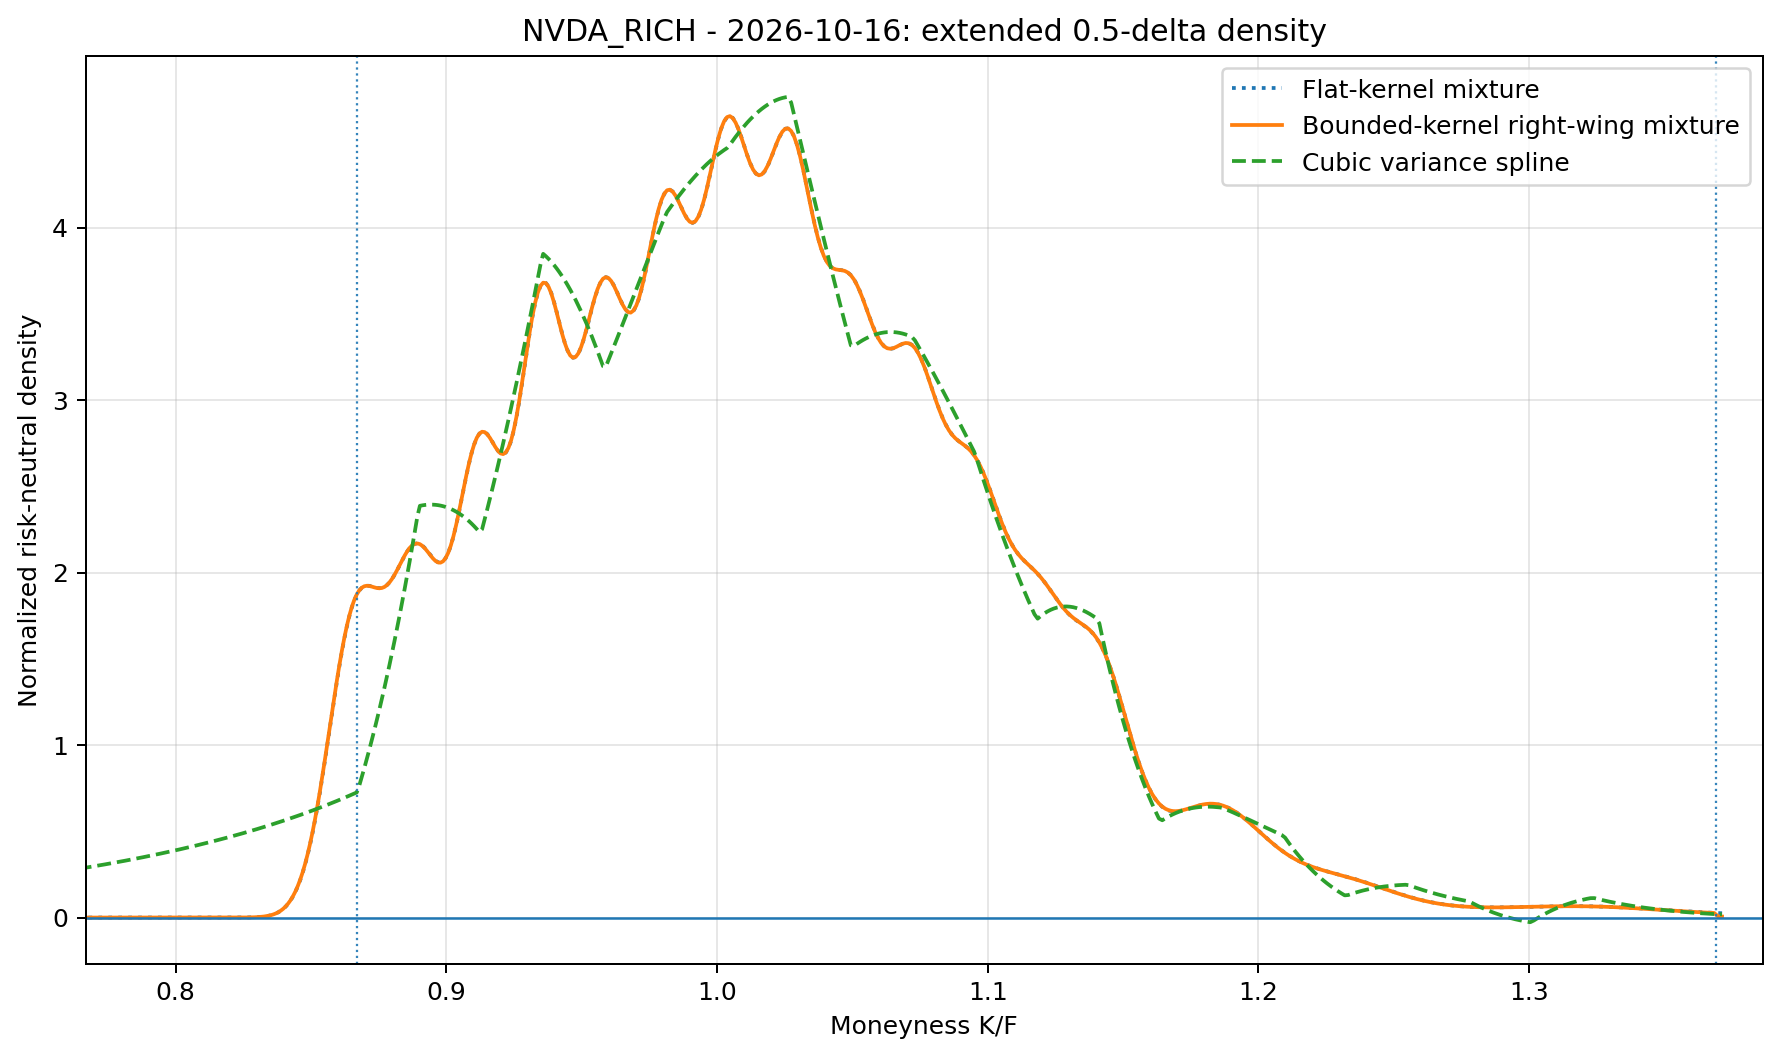 NVDA_RICH - 2026-10-16: extended 0.5-delta density
Flat-kernel mixture
Bounded-kernel right-wing mixture
Cubic variance spline
Normalized risk-neutral density
4
3
2
1
0
0.8
0.9
1.0
1.1
1.2
1.3
Moneyness K/F